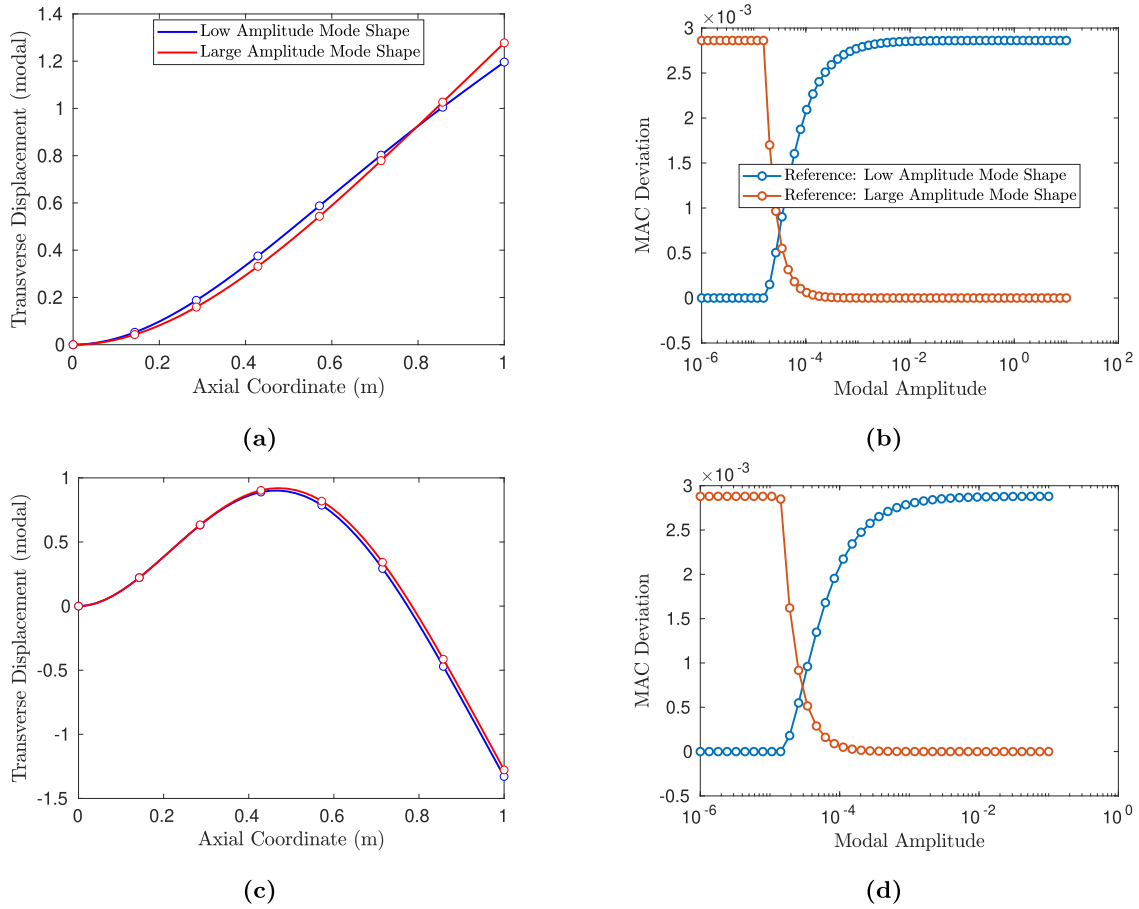 1.4
1.2
1
0.8
0.6
0.4
0.2
0
Transverse Displacement (modal)
Low Amplitude Mode Shape
Large Amplitude Mode Shape
0 0.2 0.4 0.6 0.8 1
Axial Coordinate (m)
(a)
×10⁻³
3
2.5
2
1.5
1
0.5
0
-0.5
MAC Deviation
Reference: Low Amplitude Mode Shape
Reference: Large Amplitude Mode Shape
10⁻⁶ 10⁻⁴ 10⁻² 10⁰ 10²
Modal Amplitude
(b)
1
0.5
0
-0.5
-1
-1.5
Transverse Displacement (modal)
0 0.2 0.4 0.6 0.8 1
Axial Coordinate (m)
(c)
×10⁻³
3
2.5
2
1.5
1
0.5
0
-0.5
MAC Deviation
10⁻⁶ 10⁻⁴ 10⁻² 10⁰
Modal Amplitude
(d)